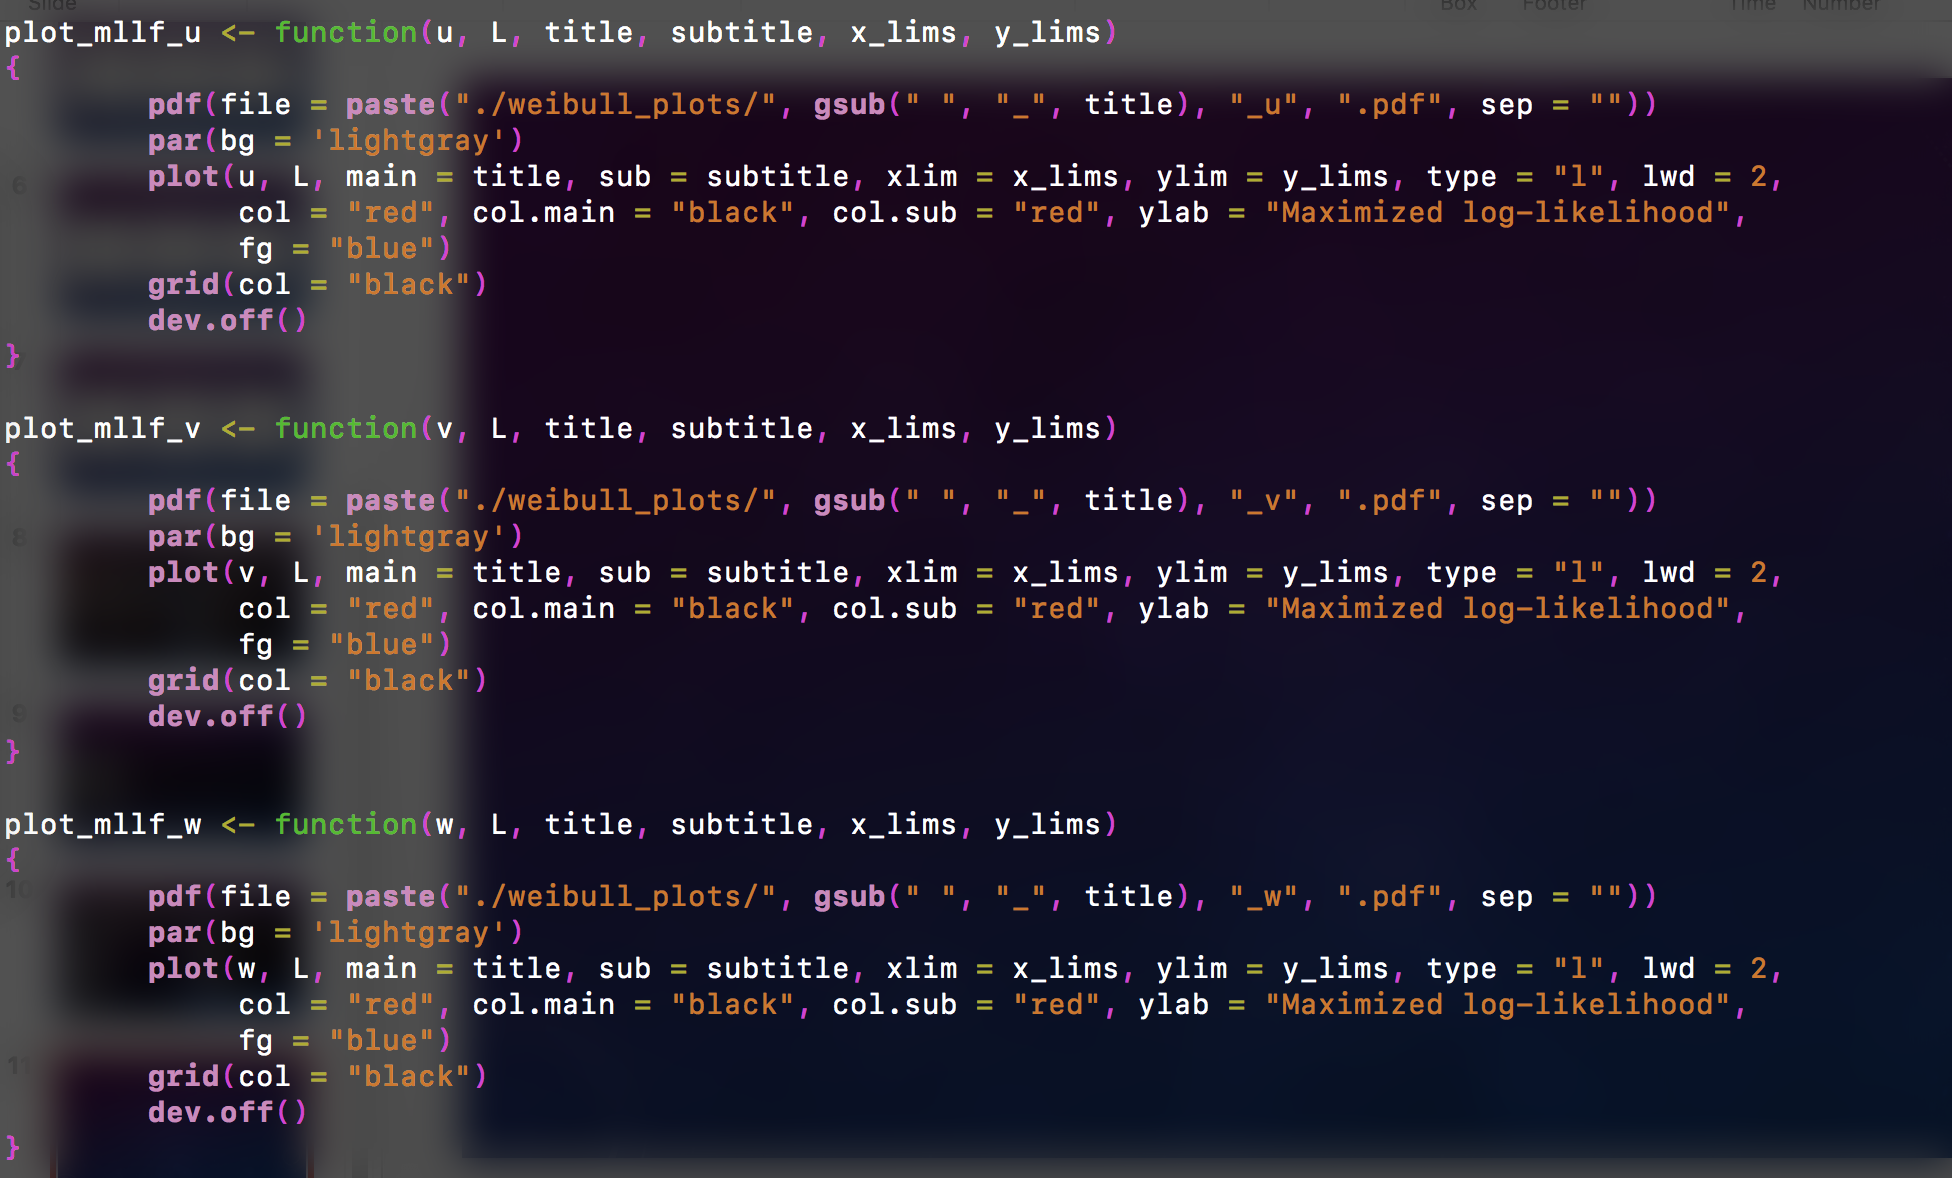 Slide Box Footer Time Number
plot_mllf_u <- function(u, L, title, subtitle, x_lims, y_lims)
{
        pdf(file = paste("./weibull_plots/", gsub(" ", "_", title), "_u", ".pdf", sep = ""))
        par(bg = 'lightgray')
        plot(u, L, main = title, sub = subtitle, xlim = x_lims, ylim = y_lims, type = "l", lwd = 2,
             col = "red", col.main = "black", col.sub = "red", ylab = "Maximized log-likelihood",
             fg = "blue")
        grid(col = "black")
        dev.off()
}
plot_mllf_v <- function(v, L, title, subtitle, x_lims, y_lims)
{
        pdf(file = paste("./weibull_plots/", gsub(" ", "_", title), "_v", ".pdf", sep = ""))
        par(bg = 'lightgray')
        plot(v, L, main = title, sub = subtitle, xlim = x_lims, ylim = y_lims, type = "l", lwd = 2,
             col = "red", col.main = "black", col.sub = "red", ylab = "Maximized log-likelihood",
             fg = "blue")
        grid(col = "black")
        dev.off()
}
plot_mllf_w <- function(w, L, title, subtitle, x_lims, y_lims)
{
        pdf(file = paste("./weibull_plots/", gsub(" ", "_", title), "_w", ".pdf", sep = ""))
        par(bg = 'lightgray')
        plot(w, L, main = title, sub = subtitle, xlim = x_lims, ylim = y_lims, type = "l", lwd = 2,
             col = "red", col.main = "black", col.sub = "red", ylab = "Maximized log-likelihood",
             fg = "blue")
        grid(col = "black")
        dev.off()
}
6
8
9
10
11